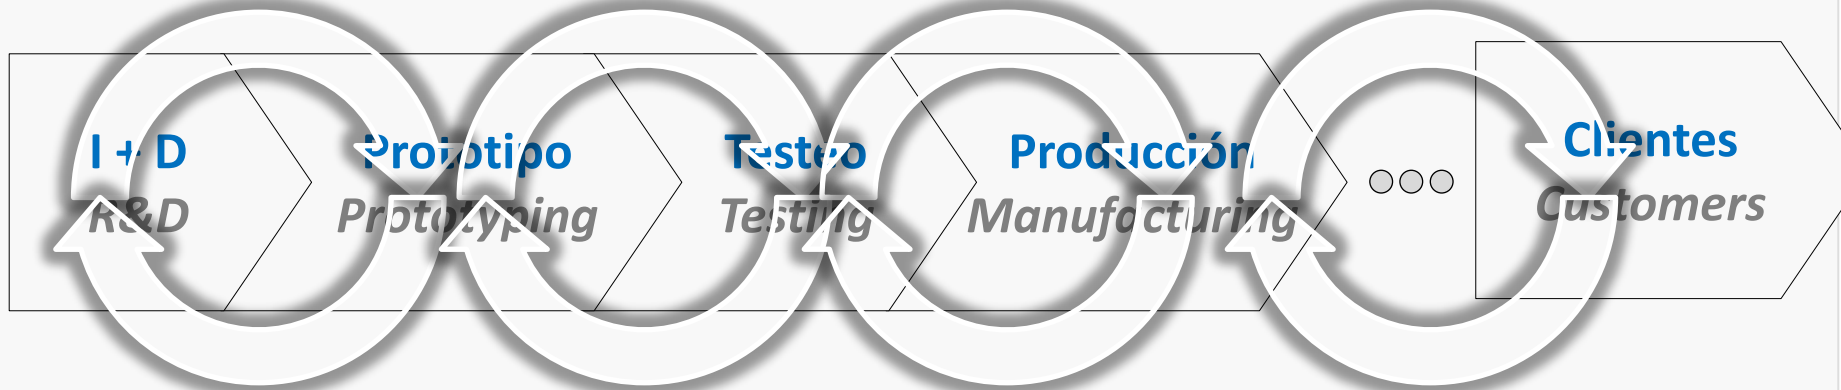 I + D
R&D
Prototipo
Prototyping
Testeo
Testing
Producción
Manufacturing
Clientes
Customers